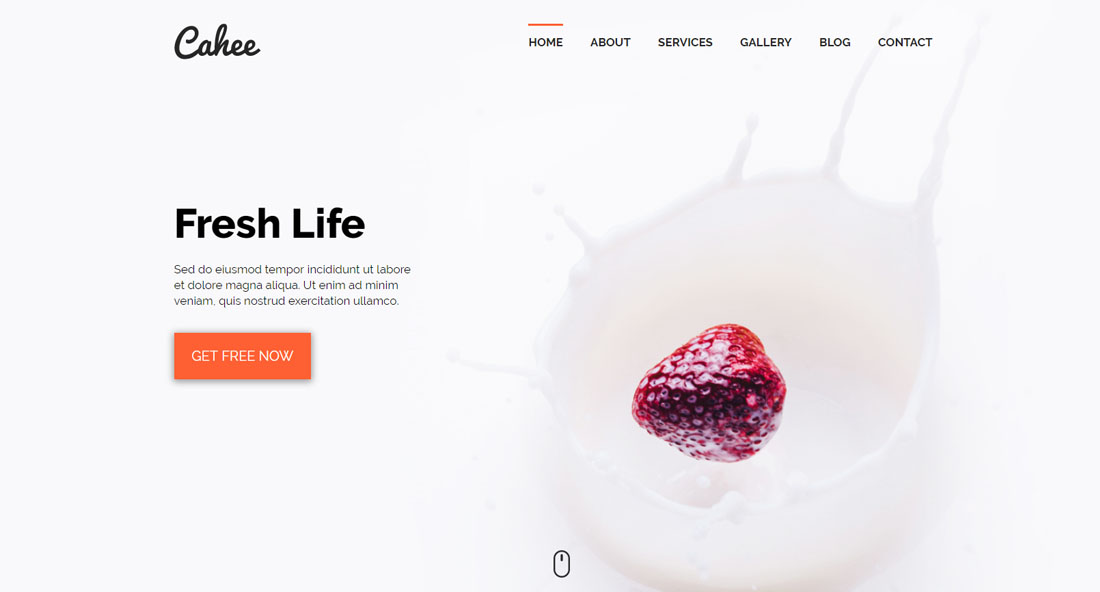 Cahee
HOME ABOUT SERVICES GALLERY BLOG CONTACT
Fresh Life
Sed do eiusmod tempor incididunt ut labore
et dolore magna aliqua. Ut enim ad minim
veniam, quis nostrud exercitation ullamco.
GET FREE NOW